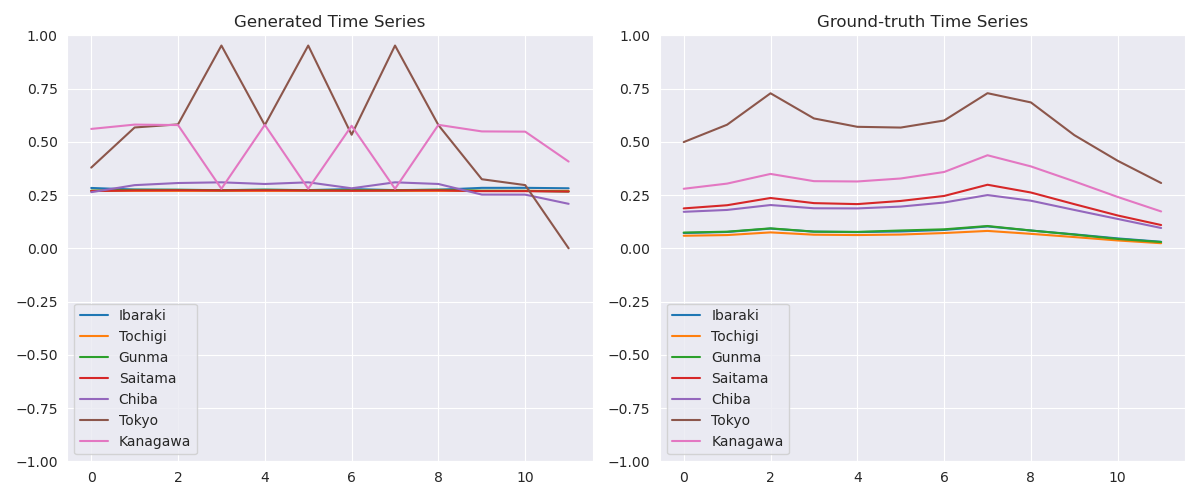 Generated Time Series
1.00
0.75
0.50
0.25
0.00
−0.25
−0.50
−0.75
−1.00
Ibaraki
Tochigi
Gunma
Saitama
Chiba
Tokyo
Kanagawa
0 2 4 6 8 10
Ground-truth Time Series
1.00
0.75
0.50
0.25
0.00
−0.25
−0.50
−0.75
−1.00
Ibaraki
Tochigi
Gunma
Saitama
Chiba
Tokyo
Kanagawa
0 2 4 6 8 10